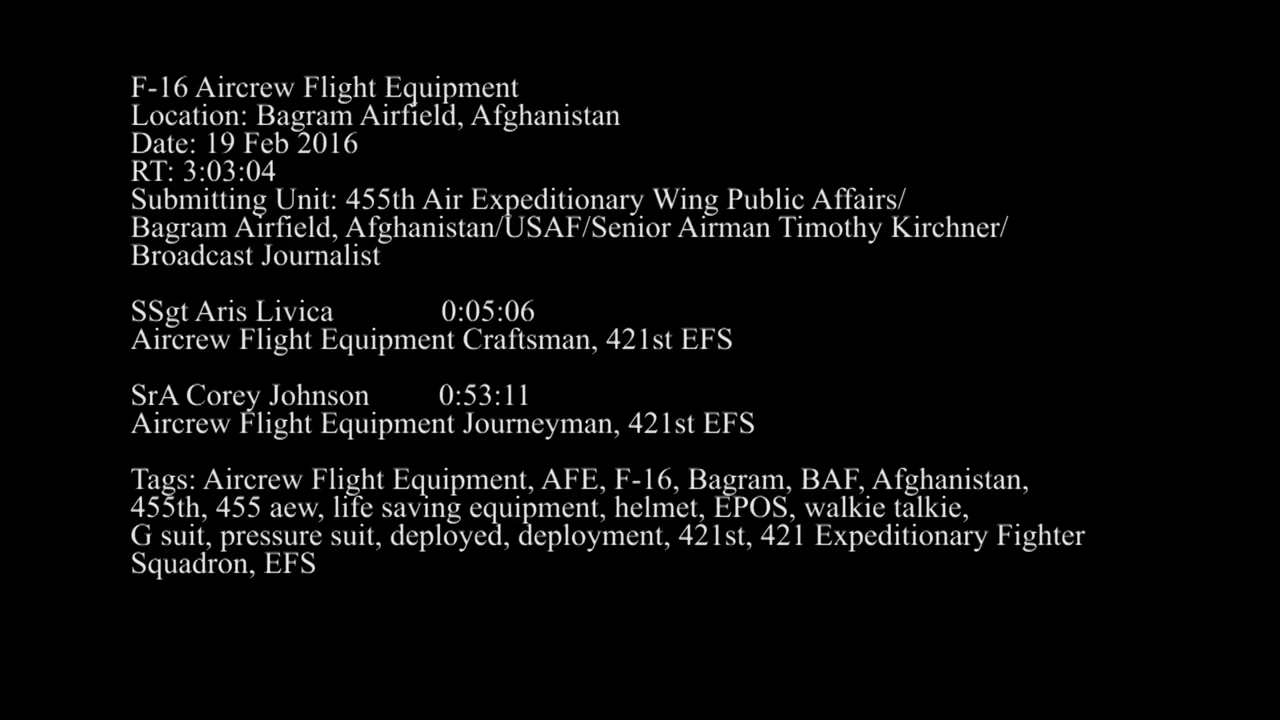 F-16 Aircrew Flight Equipment
Location: Bagram Airfield, Afghanistan
Date: 19 Feb 2016
RT: 3:03:04
Submitting Unit: 455th Air Expeditionary Wing Public Affairs/
Bagram Airfield, Afghanistan/USAF/Senior Airman Timothy Kirchner/
Broadcast Journalist
SSgt Aris Livica 0:05:06
Aircrew Flight Equipment Craftsman, 421st EFS
SrA Corey Johnson 0:53:11
Aircrew Flight Equipment Journeyman, 421st EFS
Tags: Aircrew Flight Equipment, AFE, F-16, Bagram, BAF, Afghanistan,
455th, 455 aew, life saving equipment, helmet, EPOS, walkie talkie,
G suit, pressure suit, deployed, deployment, 421st, 421 Expeditionary Fighter
Squadron, EFS